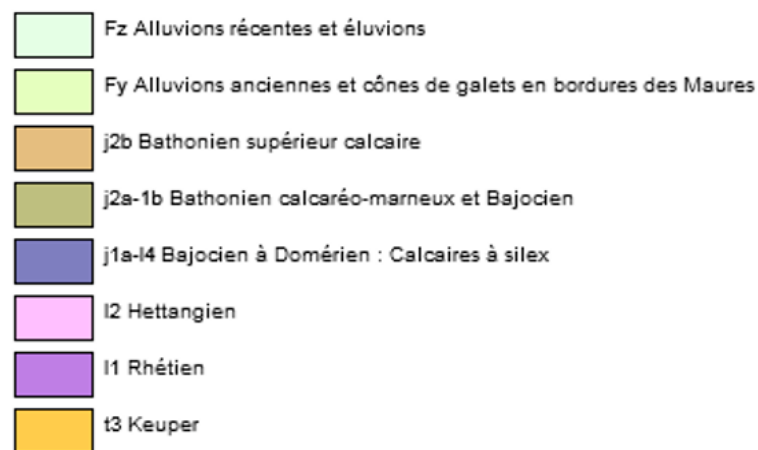 Fz Alluvions récentes et éluvions
Fy Alluvions anciennes et cônes de galets en bordures des Maures
j2b Bathonien supérieur calcaire
j2a-1b Bathonien calcaréo-marneux et Bajocien
j1a-l4 Bajocien à Domérien : Calcaires à silex
l2 Hettangien
l1 Rhétien
t3 Keuper